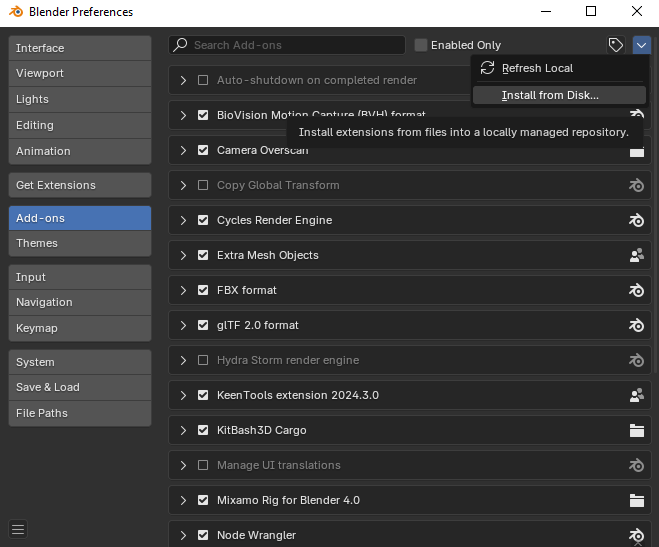 Blender Preferences
Interface
Viewport
Lights
Editing
Animation
Get Extensions
Add-ons
Themes
Input
Navigation
Keymap
System
Save & Load
File Paths
Search Add-ons
Enabled Only
Refresh Local
Install from Disk...
Install extensions from files into a locally managed repository.
Auto-shutdown on completed render
BioVision Motion Capture (BVH) format
Camera Overscan
Copy Global Transform
Cycles Render Engine
Extra Mesh Objects
FBX format
glTF 2.0 format
Hydra Storm render engine
KeenTools extension 2024.3.0
KitBash3D Cargo
Manage UI translations
Mixamo Rig for Blender 4.0
Node Wrangler